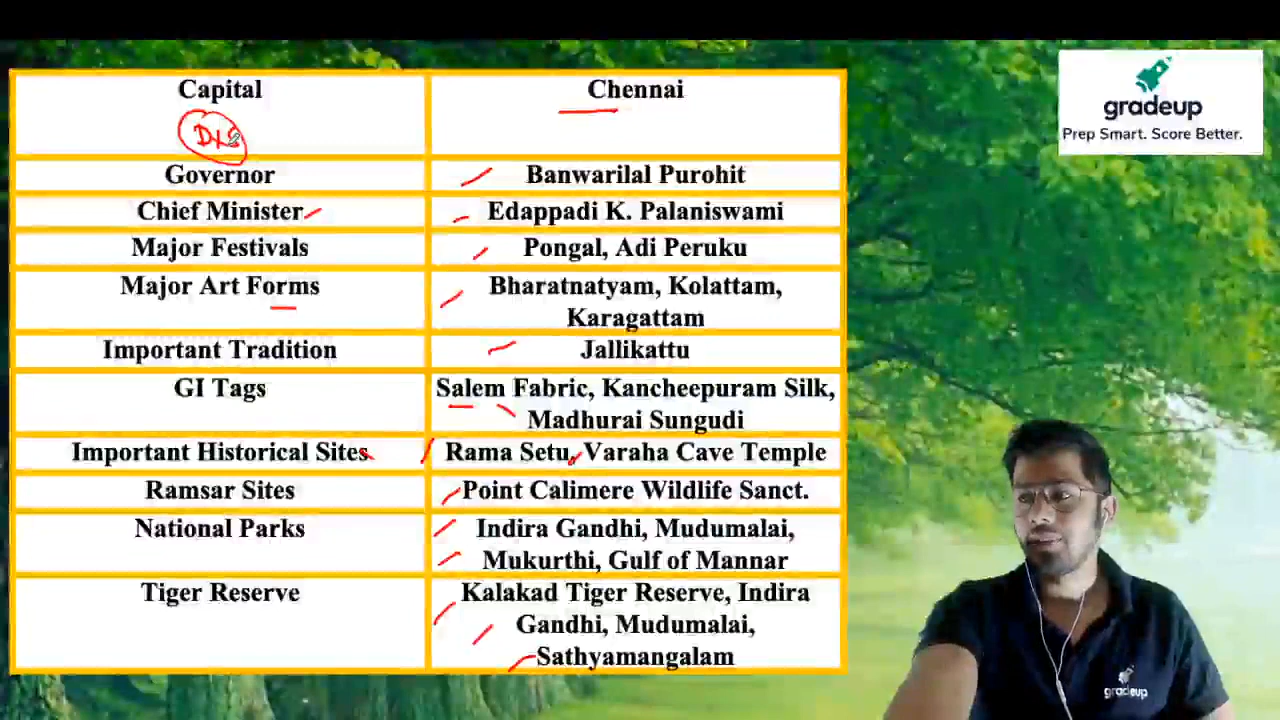 Capital
Chennai
Governor
Banwarilal Purohit
Chief Minister
Edappadi K. Palaniswami
Major Festivals
Pongal, Adi Peruku
Major Art Forms
Bharatnatyam, Kolattam,
Karagattam
Important Tradition
Jallikattu
GI Tags
Salem Fabric, Kancheepuram Silk,
Madhurai Sungudi
Important Historical Sites
Rama Setu, Varaha Cave Temple
Ramsar Sites
Point Calimere Wildlife Sanct.
National Parks
Indira Gandhi, Mudumalai,
Mukurthi, Gulf of Mannar
Tiger Reserve
Kalakad Tiger Reserve, Indira
Gandhi, Mudumalai,
Sathyamangalam
gradeup
Prep Smart. Score Better.
gradeup